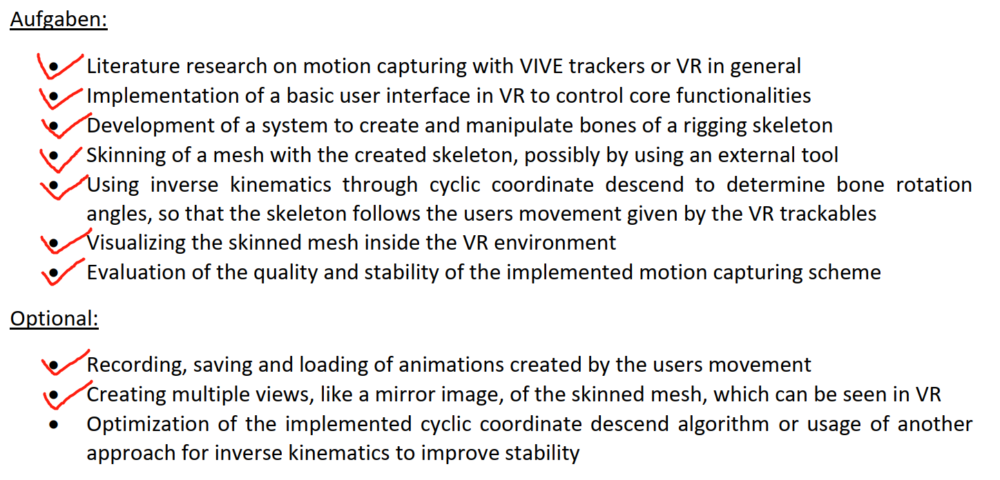 Aufgaben:
• Literature research on motion capturing with VIVE trackers or VR in general
• Implementation of a basic user interface in VR to control core functionalities
• Development of a system to create and manipulate bones of a rigging skeleton
• Skinning of a mesh with the created skeleton, possibly by using an external tool
• Using inverse kinematics through cyclic coordinate descend to determine bone rotation
angles, so that the skeleton follows the users movement given by the VR trackables
• Visualizing the skinned mesh inside the VR environment
• Evaluation of the quality and stability of the implemented motion capturing scheme
Optional:
• Recording, saving and loading of animations created by the users movement
• Creating multiple views, like a mirror image, of the skinned mesh, which can be seen in VR
• Optimization of the implemented cyclic coordinate descend algorithm or usage of another
approach for inverse kinematics to improve stability